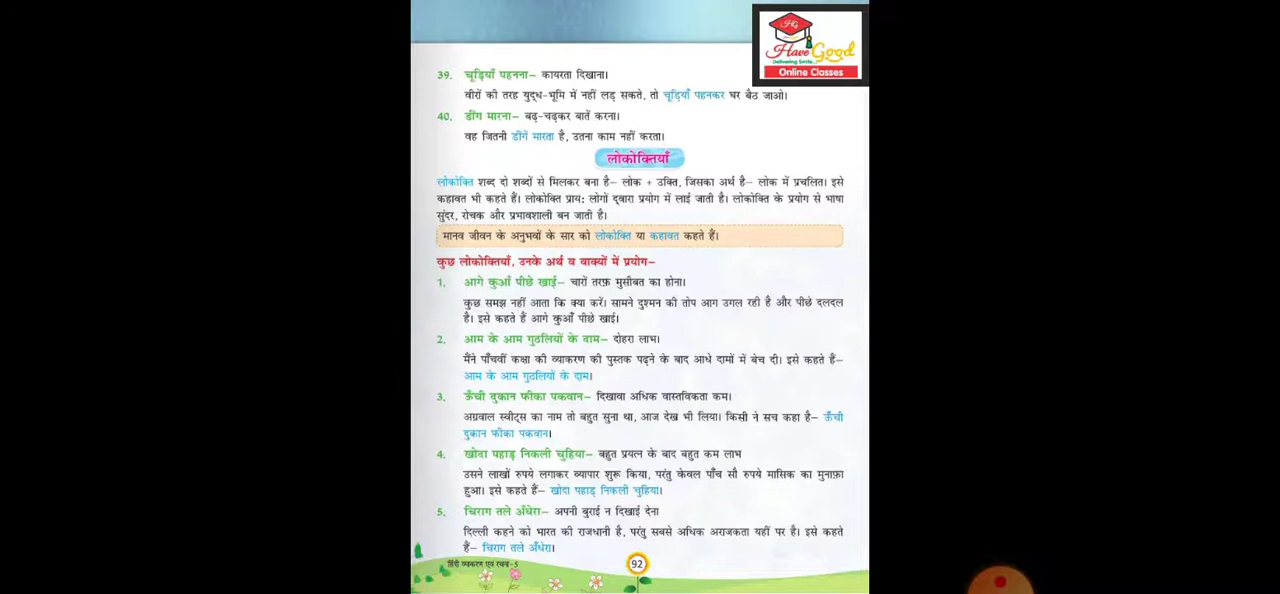 HG
Have Good
Delivering Smile...
Online Classes
39. चूड़ियाँ पहनना– कायरता दिखाना।
वीरों की तरह युद्ध-भूमि में नहीं लड़ सकते, तो चूड़ियाँ पहनकर घर बैठ जाओ।
40. डींग मारना– बढ़-चढ़कर बातें करना।
वह जितनी डींगें मारता है, उतना काम नहीं करता।
लोकोक्तियाँ
लोकोक्ति शब्द दो शब्दों से मिलकर बना है– लोक + उक्ति, जिसका अर्थ है– लोक में प्रचलित। इसे
कहावत भी कहते हैं। लोकोक्ति प्राय: लोगों द्वारा प्रयोग में लाई जाती है। लोकोक्ति के प्रयोग से भाषा
सुंदर, रोचक और प्रभावशाली बन जाती है।
मानव जीवन के अनुभवों के सार को लोकोक्ति या कहावत कहते हैं।
कुछ लोकोक्तियाँ, उनके अर्थ व वाक्यों में प्रयोग–
1. आगे कुआँ पीछे खाई– चारों तरफ़ मुसीबत का होना।
कुछ समझ नहीं आता कि क्या करें। सामने दुश्मन की तोप आग उगल रही है और पीछे दलदल
है। इसे कहते हैं आगे कुआँ पीछे खाई।
2. आम के आम गुठलियों के दाम– दोहरा लाभ।
मैंने पाँचवीं कक्षा की व्याकरण की पुस्तक पढ़ने के बाद आधे दामों में बेच दी। इसे कहते हैं–
आम के आम गुठलियों के दाम।
3. ऊँची दुकान फीका पकवान– दिखावा अधिक वास्तविकता कम।
अग्रवाल स्वीट्स का नाम तो बहुत सुना था, आज देख भी लिया। किसी ने सच कहा है– ऊँची
दुकान फीका पकवान।
4. खोदा पहाड़ निकली चुहिया– बहुत प्रयत्न के बाद बहुत कम लाभ
उसने लाखों रुपये लगाकर व्यापार शुरू किया, परंतु केवल पाँच सौ रुपये मासिक का मुनाफ़ा
हुआ। इसे कहते हैं– खोदा पहाड़ निकली चुहिया।
5. चिराग तले अँधेरा– अपनी बुराई न दिखाई देना
दिल्ली कहने को भारत की राजधानी है, परंतु सबसे अधिक अराजकता यहीं पर है। इसे कहते
हैं– चिराग तले अँधेरा।
हिंदी व्याकरण एवं रचना-5
92